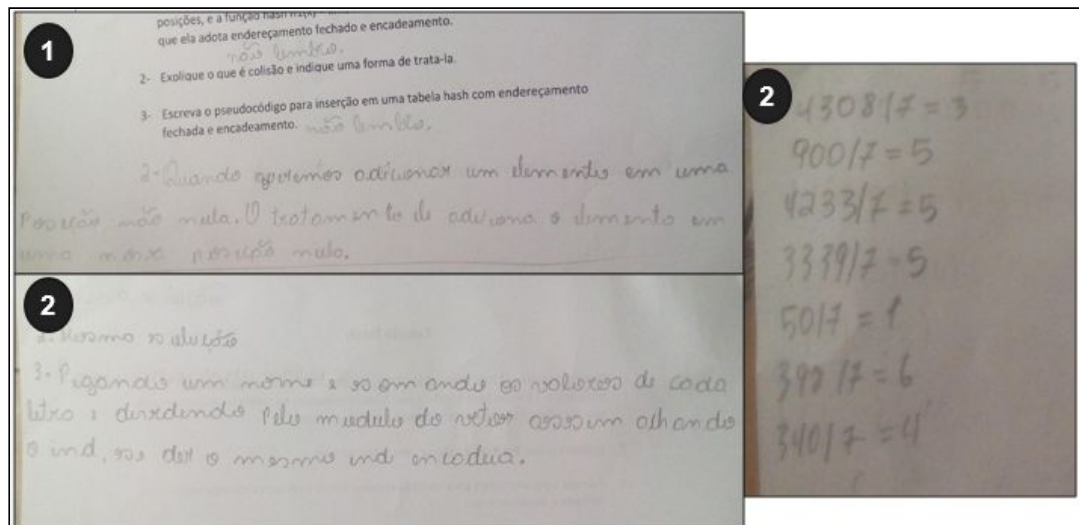 1
posições, e a função hash
que ela adota endereçamento fechado e encadeamento.
não lembro.
2- Explique o que é colisão e indique uma forma de trata-la.
3- Escreva o pseudocódigo para inserção em uma tabela hash com endereçamento
fechada e encadeamento. não lembro.
2- Quando queremos adicionar um elemento em uma
Posição não nula. O tratamento de adiciona o elemento em
uma nova posição nula.
2
2- Mesmo solução
3- Pegando um nome e somando os valores de cada
letra e dividindo Pelo modulo do vetor assim achando
o ind, se der o mesmo ind encadeia.
2
4308/7 = 3
900/7 = 5
4233/7 = 5
3339/7 = 5
50/7 = 1
392/7 = 6
340/7 = 4